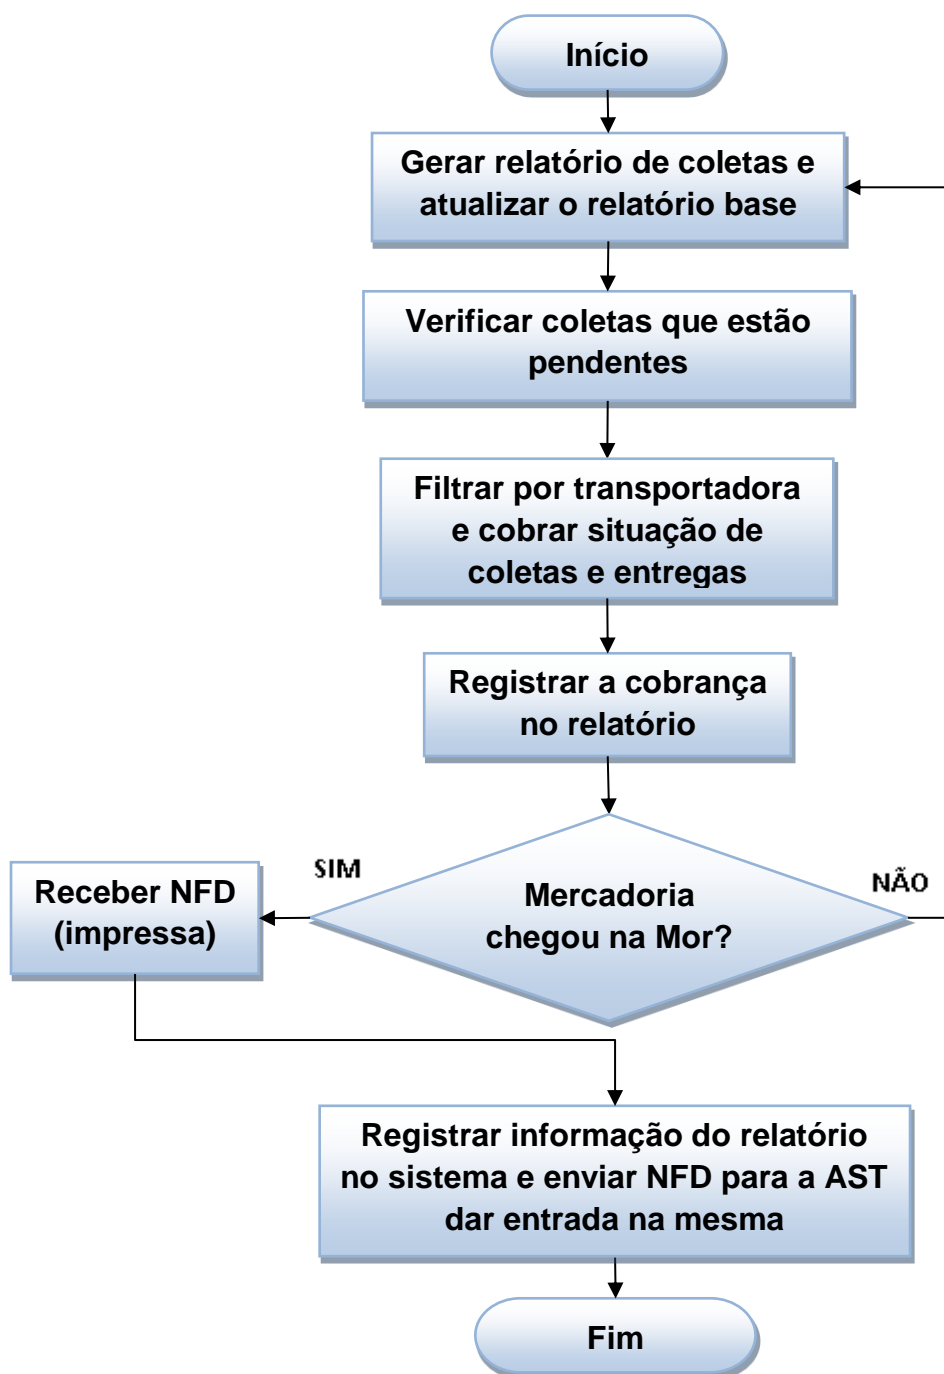 Início
Gerar relatório de coletas e
atualizar o relatório base
Verificar coletas que estão
pendentes
Filtrar por transportadora
e cobrar situação de
coletas e entregas
Registrar a cobrança
no relatório
SIM
Receber NFD
(impressa)
Mercadoria
chegou na Mor?
NÃO
Registrar informação do relatório
no sistema e enviar NFD para a AST
dar entrada na mesma
Fim